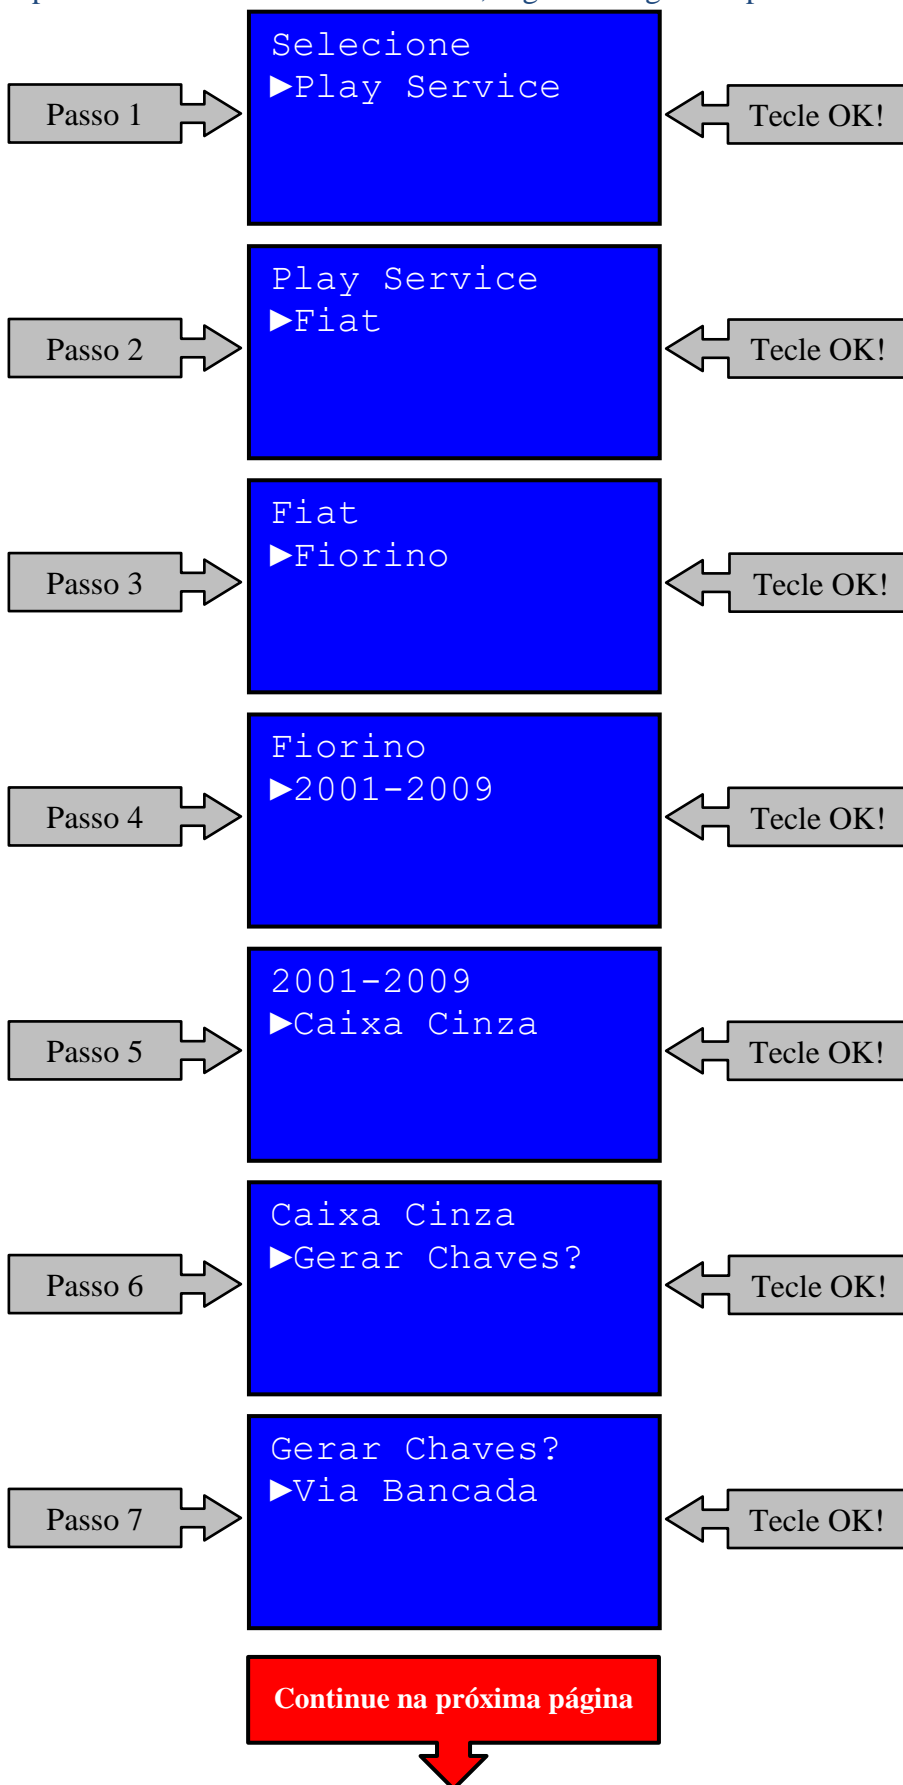 Selecione
►Play Service
Passo 1
Tecle OK!
Play Service
►Fiat
Passo 2
Tecle OK!
Fiat
►Fiorino
Passo 3
Tecle OK!
Fiorino
►2001-2009
Passo 4
Tecle OK!
2001-2009
►Caixa Cinza
Passo 5
Tecle OK!
Caixa Cinza
►Gerar Chaves?
Passo 6
Tecle OK!
Gerar Chaves?
►Via Bancada
Passo 7
Tecle OK!
Continue na próxima página